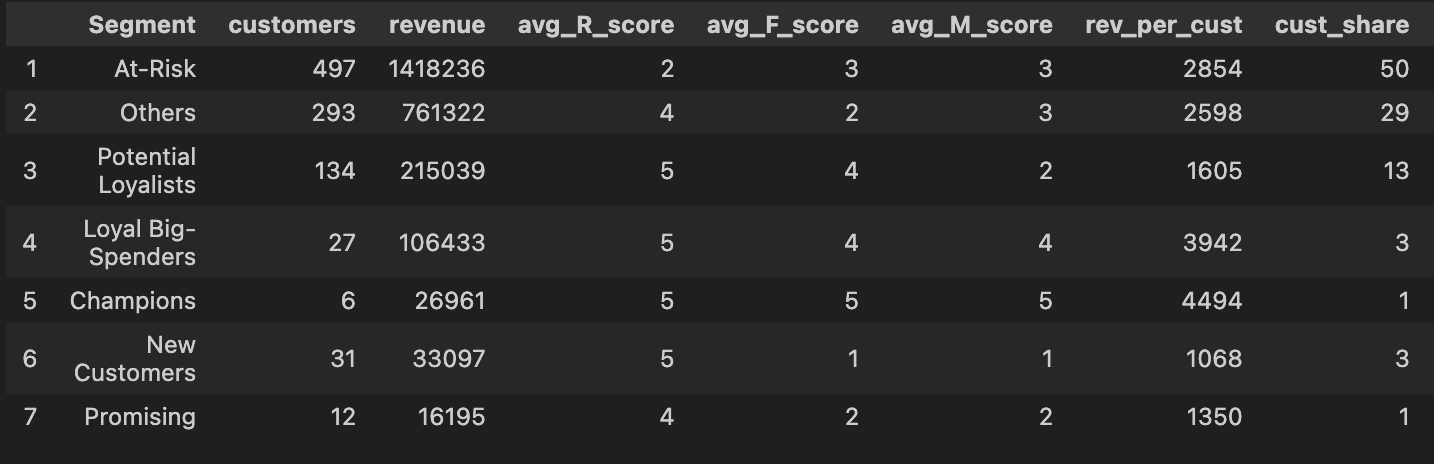 Segment customers revenue avg_R_score avg_F_score avg_M_score rev_per_cust cust_share
1 At-Risk 497 1418236 2 3 3 2854 50
2 Others 293 761322 4 2 3 2598 29
3 Potential Loyalists 134 215039 5 4 2 1605 13
4 Loyal Big-Spenders 27 106433 5 4 4 3942 3
5 Champions 6 26961 5 5 5 4494 1
6 New Customers 31 33097 5 1 1 1068 3
7 Promising 12 16195 4 2 2 1350 1